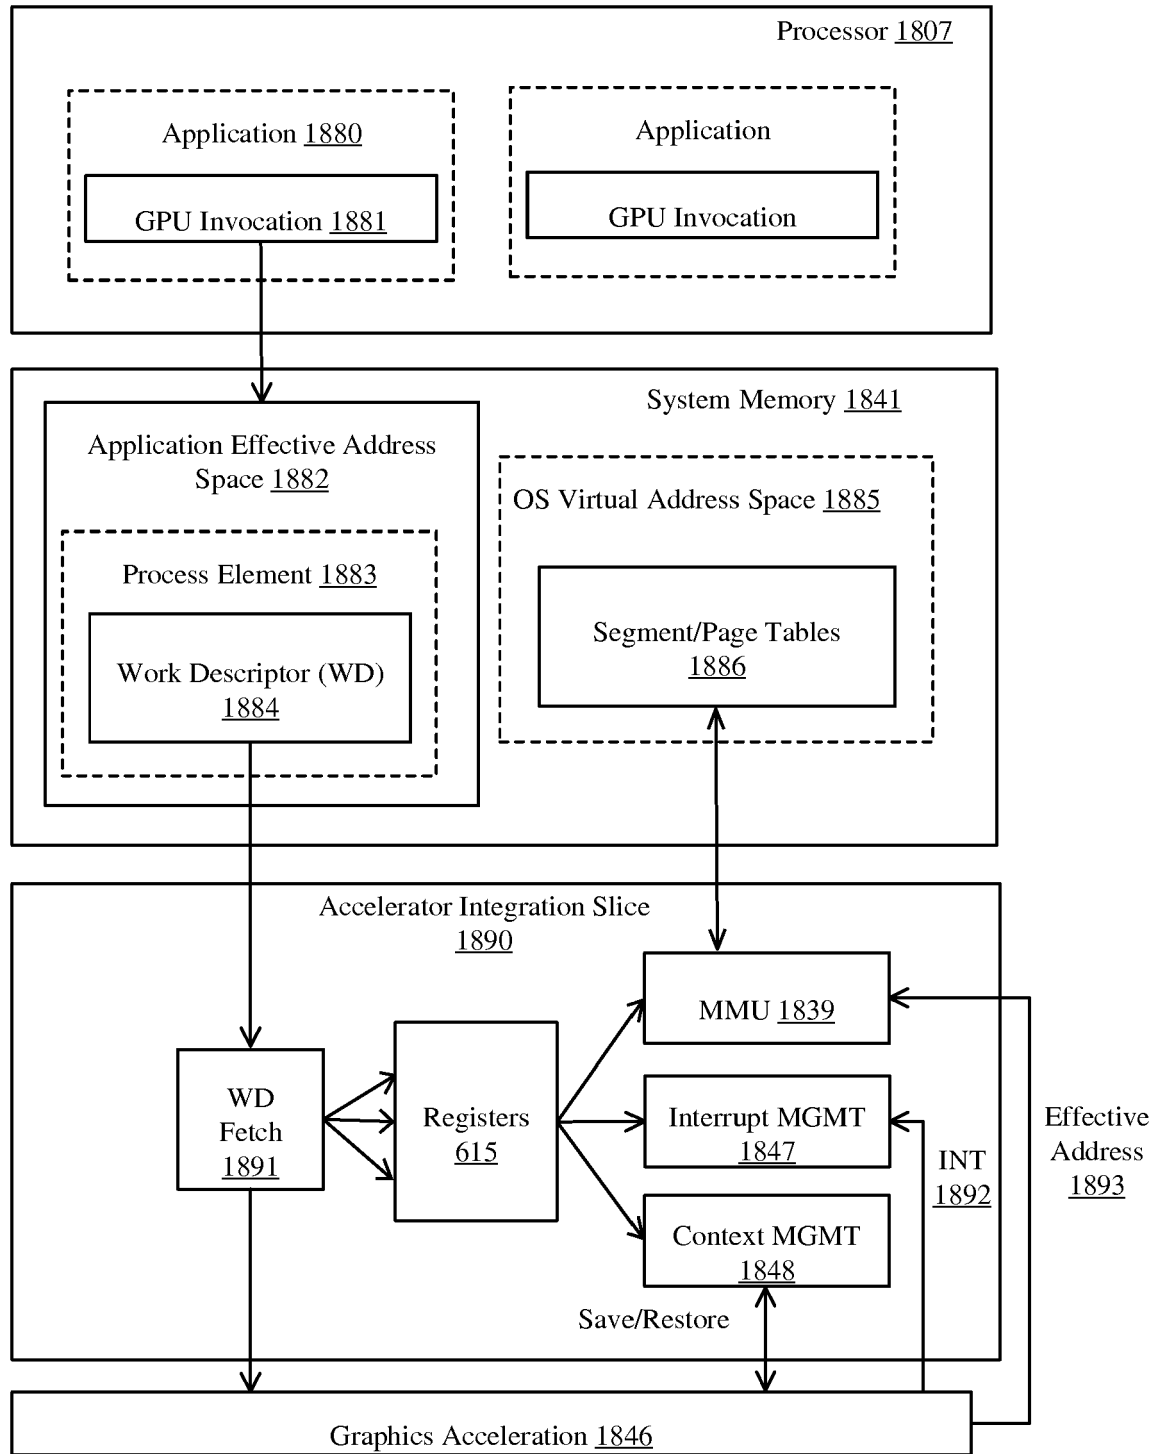 Processor 1807
Application 1880
Application
GPU Invocation 1881
GPU Invocation
System Memory 1841
Application Effective Address
Space 1882
OS Virtual Address Space 1885
Process Element 1883
Segment/Page Tables
1886
Work Descriptor (WD)
1884
Accelerator Integration Slice
1890
MMU 1839
WD
Fetch
1891
Registers
615
Interrupt MGMT
1847
Effective
Address
1893
INT
1892
Context MGMT
1848
Save/Restore
Graphics Acceleration 1846